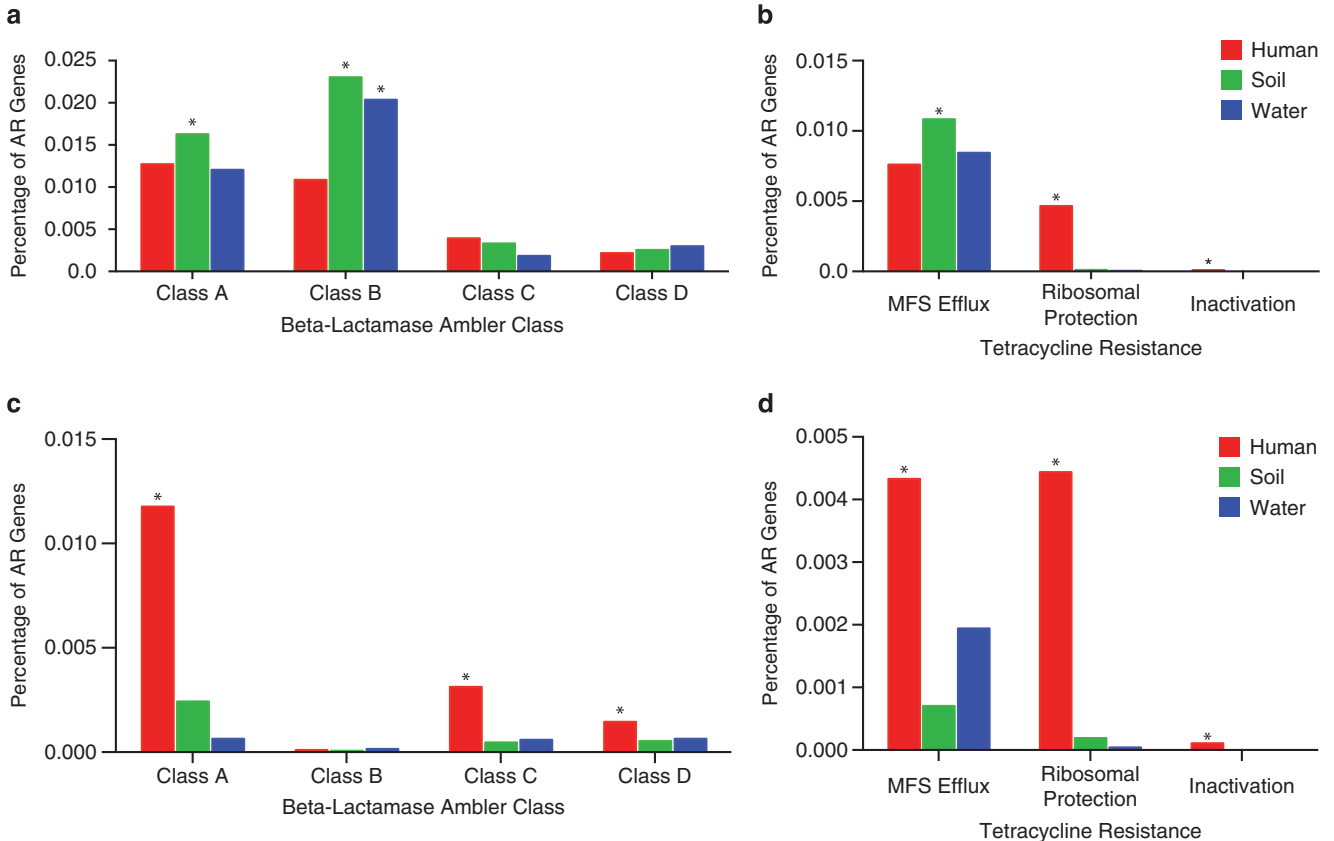 a
Percentage of AR Genes
0.025
0.020
0.015
0.010
0.005
0.0
*
*
*
Class A
Class B
Class C
Class D
Beta-Lactamase Ambler Class
b
Percentage of AR Genes
0.015
0.010
0.005
0.0
*
*
*
Human
Soil
Water
MFS Efflux
Ribosomal
Protection
Inactivation
Tetracycline Resistance
c
Percentage of AR Genes
0.015
0.010
0.005
0.000
*
*
*
Class A
Class B
Class C
Class D
Beta-Lactamase Ambler Class
d
Percentage of AR Genes
0.005
0.004
0.003
0.002
0.001
0.000
*
*
*
Human
Soil
Water
MFS Efflux
Ribosomal
Protection
Inactivation
Tetracycline Resistance